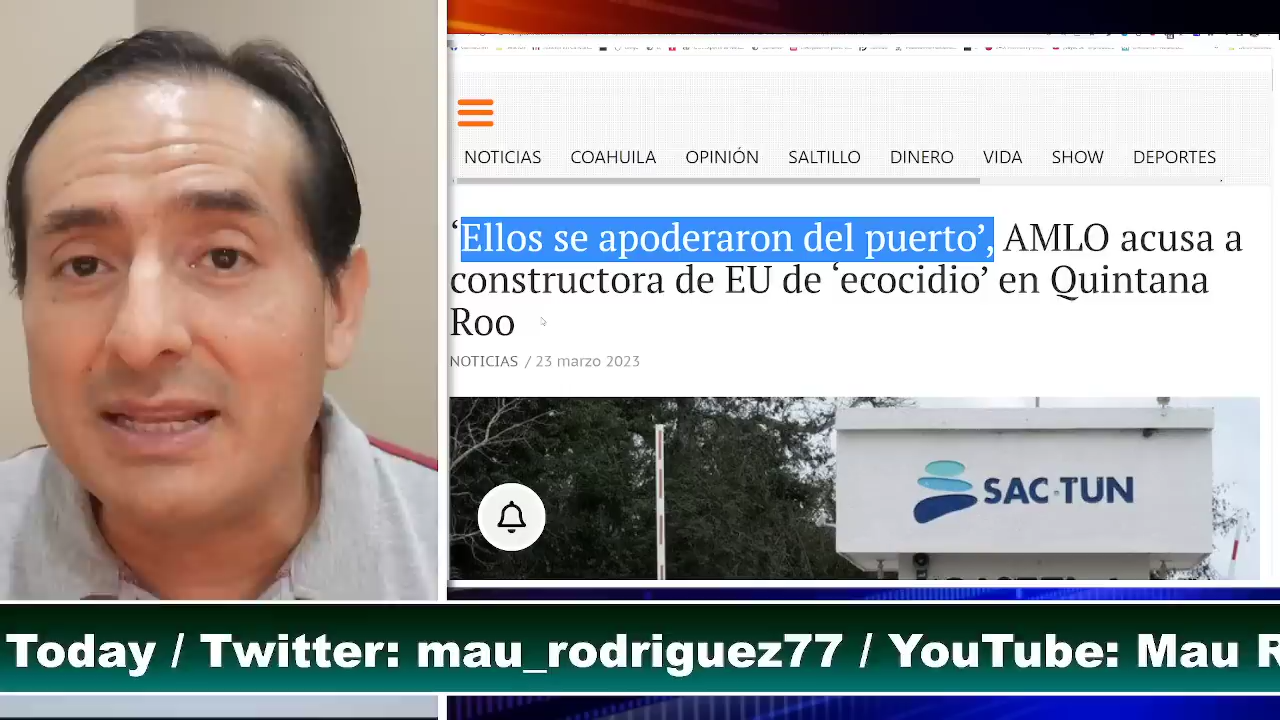 NOTICIAS COAHUILA OPINIÓN SALTILLO DINERO VIDA SHOW DEPORTES
‘Ellos se apoderaron del puerto’, AMLO acusa a
constructora de EU de ‘ecocidio’ en Quintana
Roo
NOTICIAS / 23 marzo 2023
SAC-TUN
Today / Twitter: mau_rodriguez77 / YouTube: Mau R